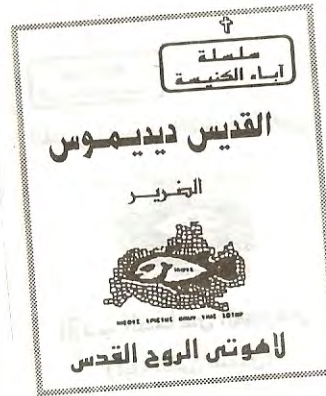 سلسلة
آباء الكنيسة
القديس ديديموس
الضرير
لاهوتى الروح القدس